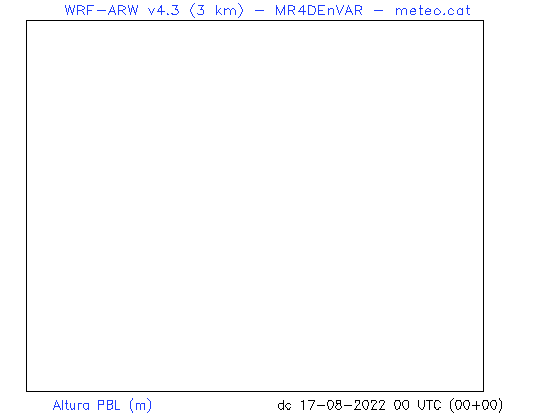 WRF-ARW v4.3 (3 km) - MR4DEnVAR - meteo.cat
Altura PBL (m)
dc 17-08-2022 00 UTC (00+00)